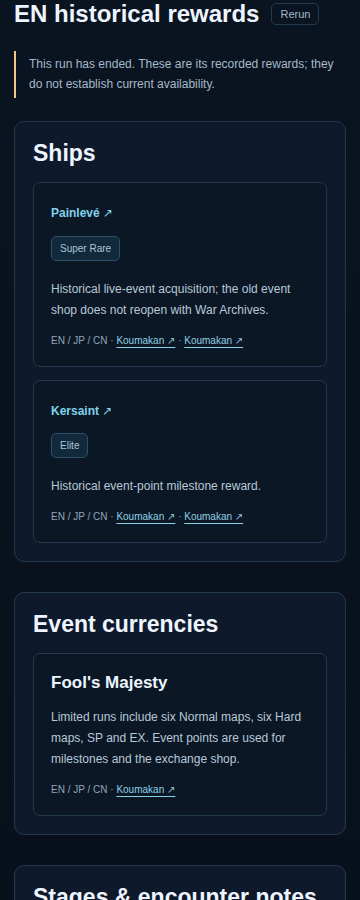 EN historical rewards Rerun
This run has ended. These are its recorded rewards; they
do not establish current availability.
Ships
Painlevé ↗
Super Rare
Historical live-event acquisition; the old event
shop does not reopen with War Archives.
EN / JP / CN · Koumakan ↗ · Koumakan ↗
Kersaint ↗
Elite
Historical event-point milestone reward.
EN / JP / CN · Koumakan ↗ · Koumakan ↗
Event currencies
Fool's Majesty
Limited runs include six Normal maps, six Hard
maps, SP and EX. Event points are used for
milestones and the exchange shop.
EN / JP / CN · Koumakan ↗
Stages & encounter notes